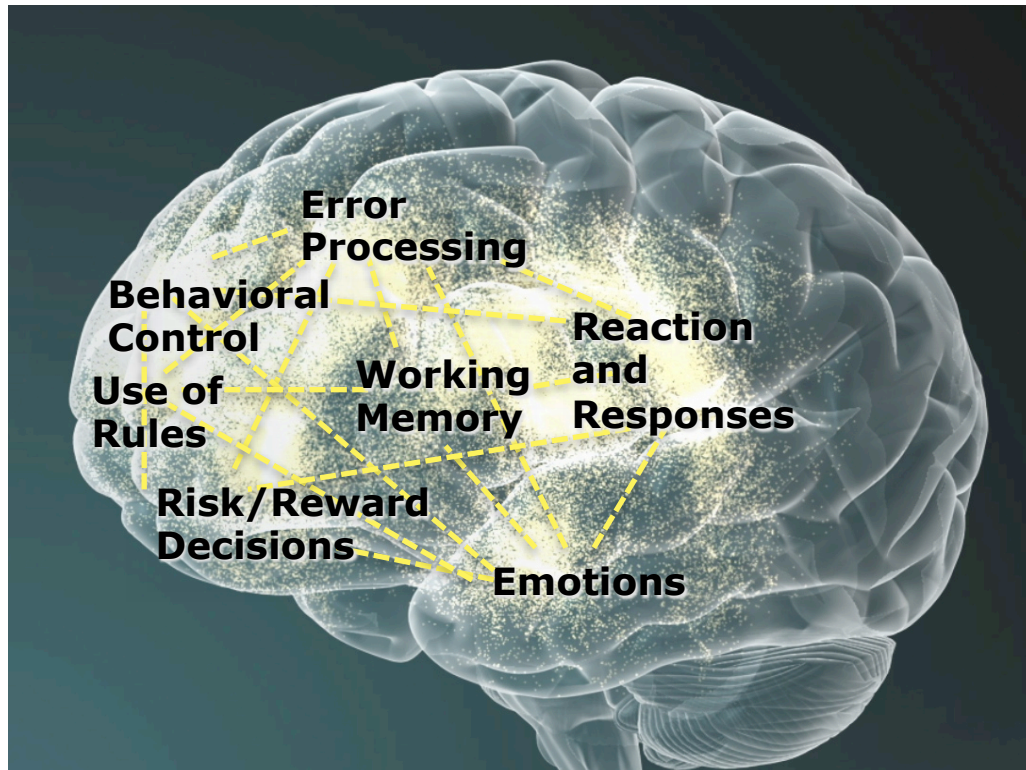 Error
Processing
Behavioral
Control
Reaction
and
Responses
Working
Memory
Use of
Rules
Risk/Reward
Decisions
Emotions